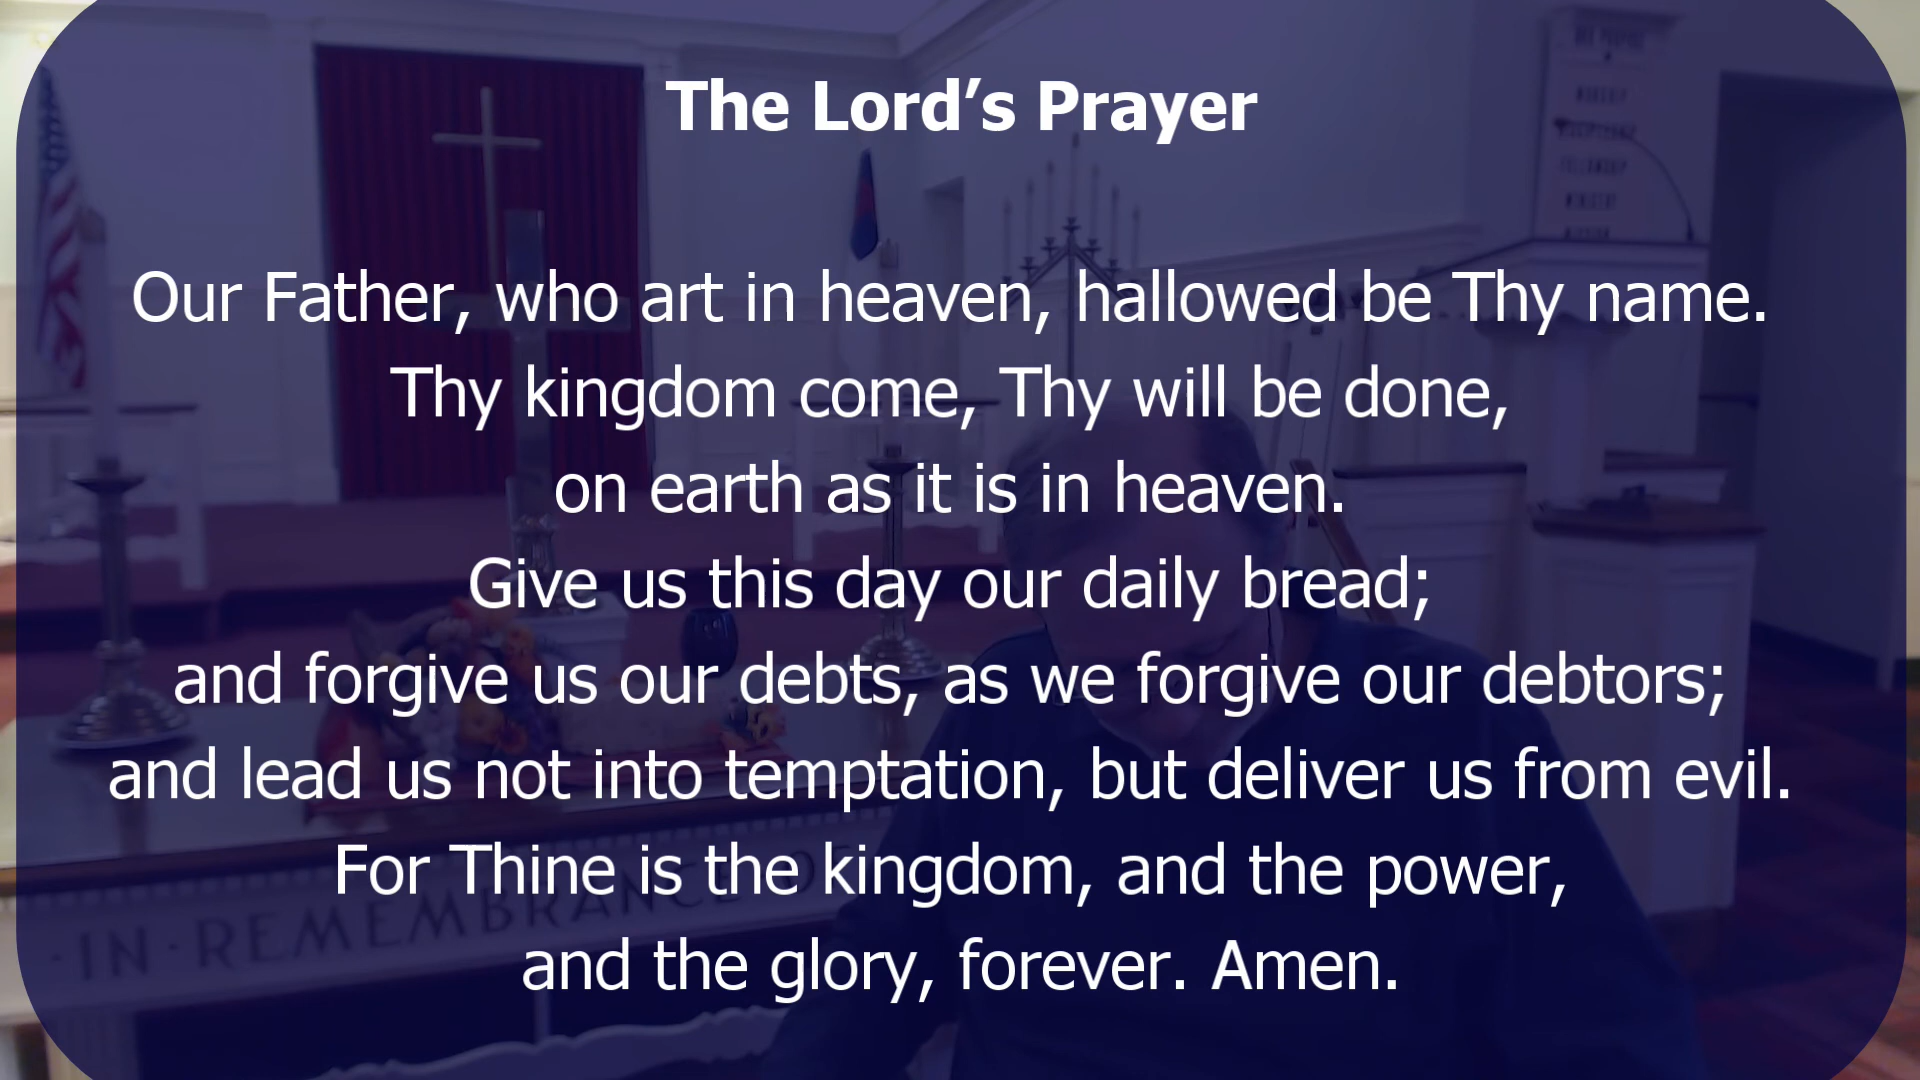 The Lord’s Prayer
Our Father, who art in heaven, hallowed be Thy name.
Thy kingdom come, Thy will be done,
on earth as it is in heaven.
Give us this day our daily bread;
and forgive us our debts, as we forgive our debtors;
and lead us not into temptation, but deliver us from evil.
For Thine is the kingdom, and the power,
and the glory, forever. Amen.
·IN·REMEMBRANCE OF